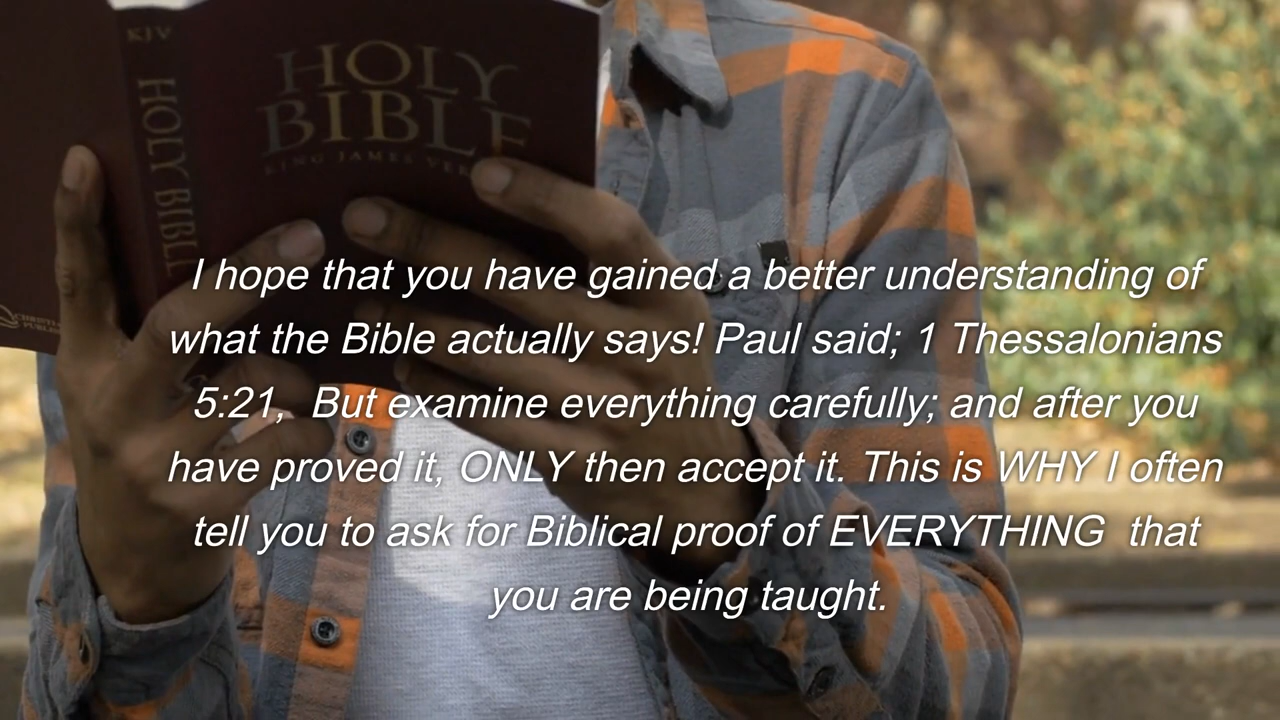 KJV
HOLY
BIBLE
KING JAMES VER
HOLY BIBLE
I hope that you have gained a better understanding of
what the Bible actually says! Paul said; 1 Thessalonians
5:21,  But examine everything carefully; and after you
have proved it, ONLY then accept it. This is WHY I often
tell you to ask for Biblical proof of EVERYTHING  that
you are being taught.